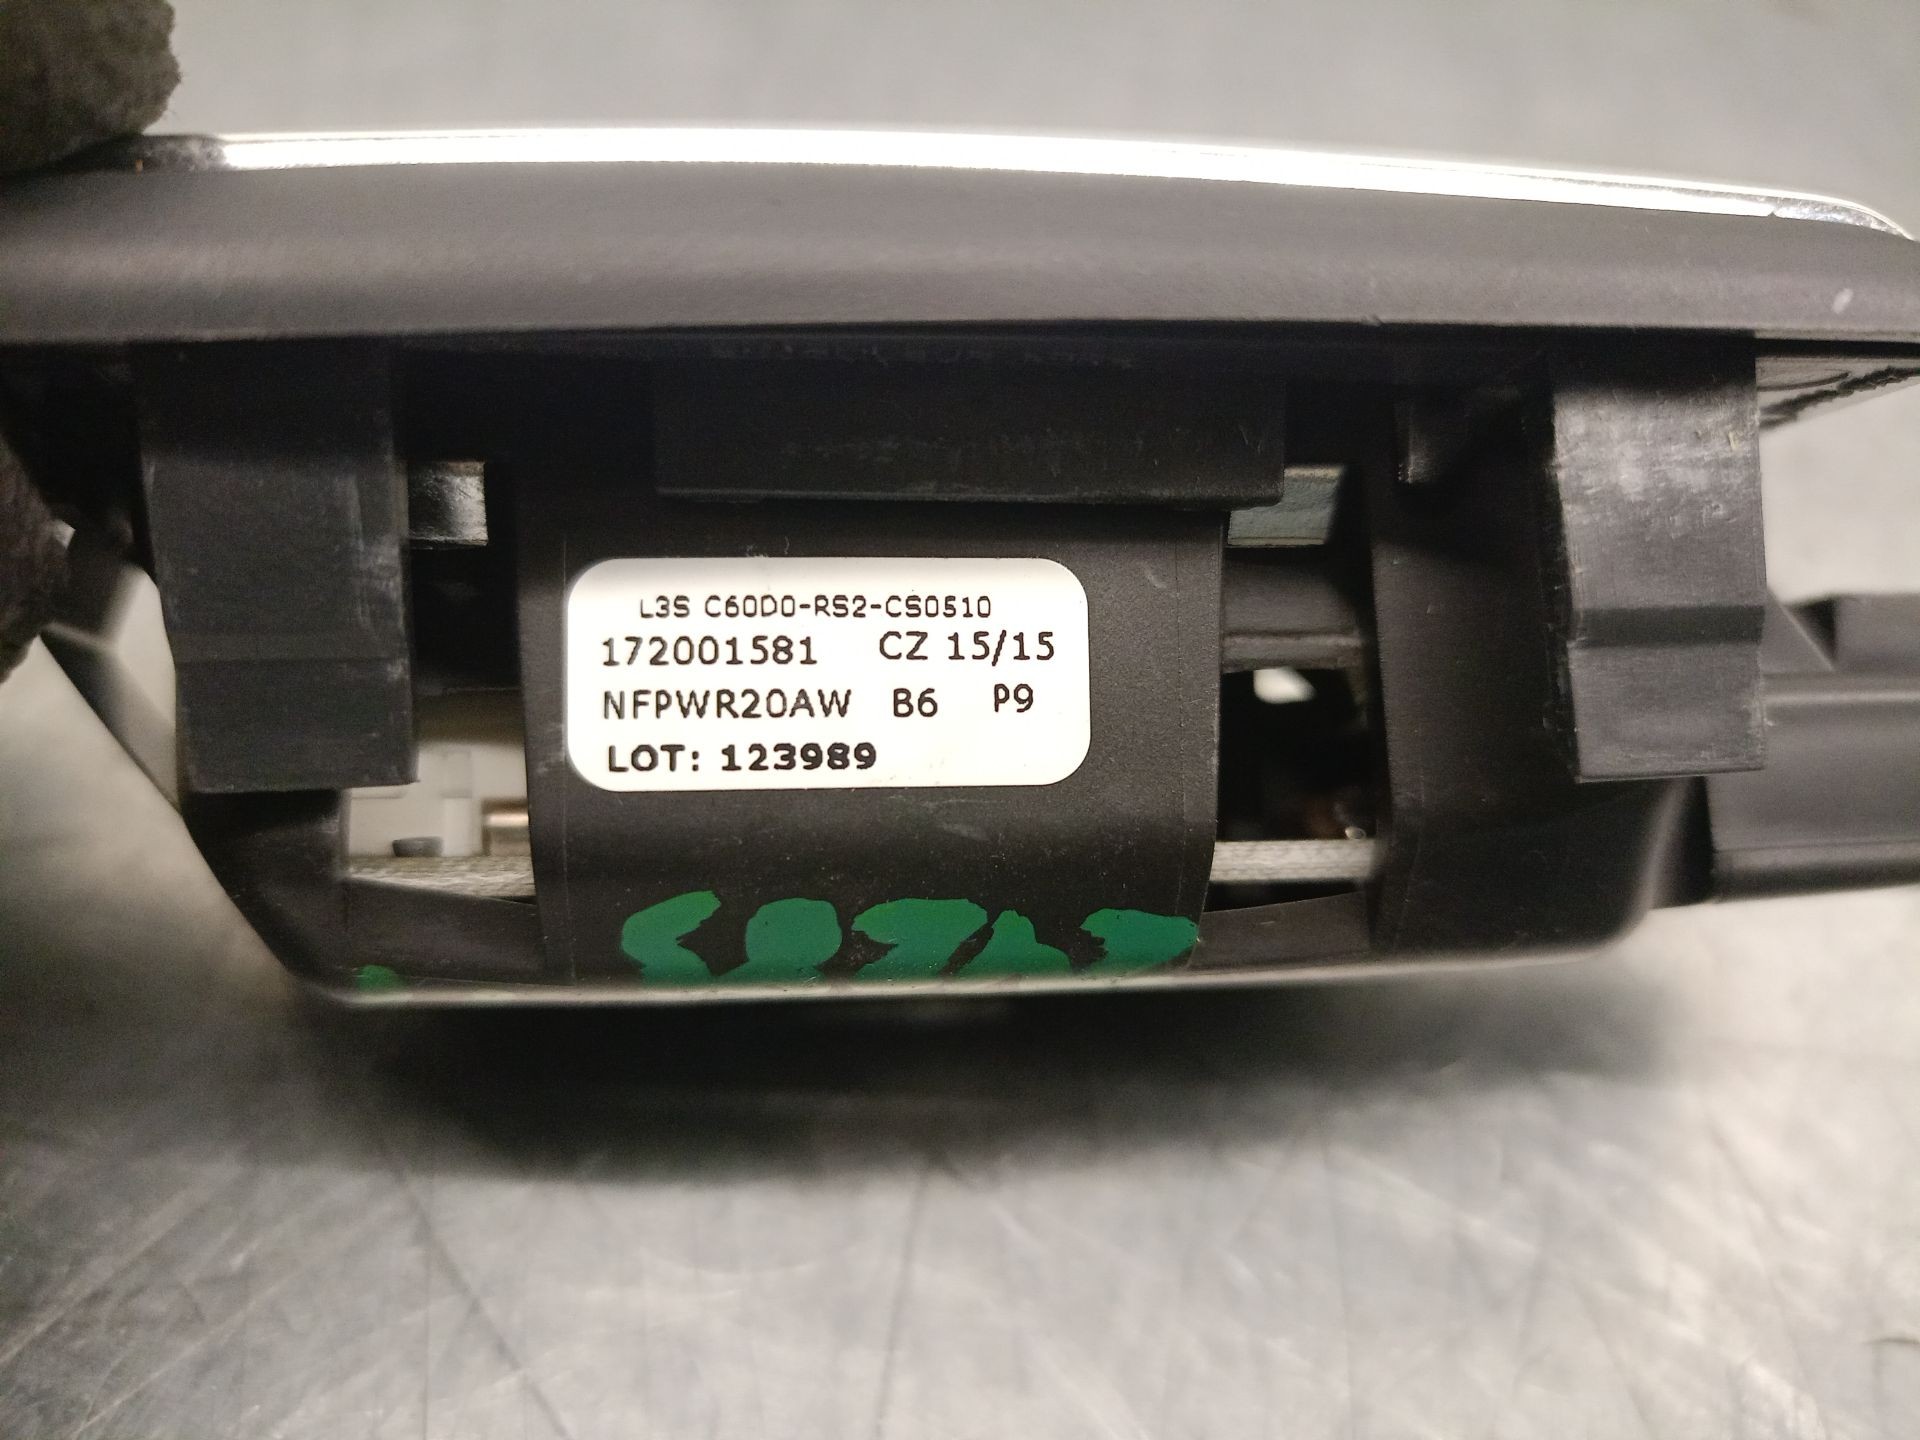 L3S C60D0-RS2-CS0510
172001581 CZ 15/15
NFPWR20AW B6 P9
LOT: 123989